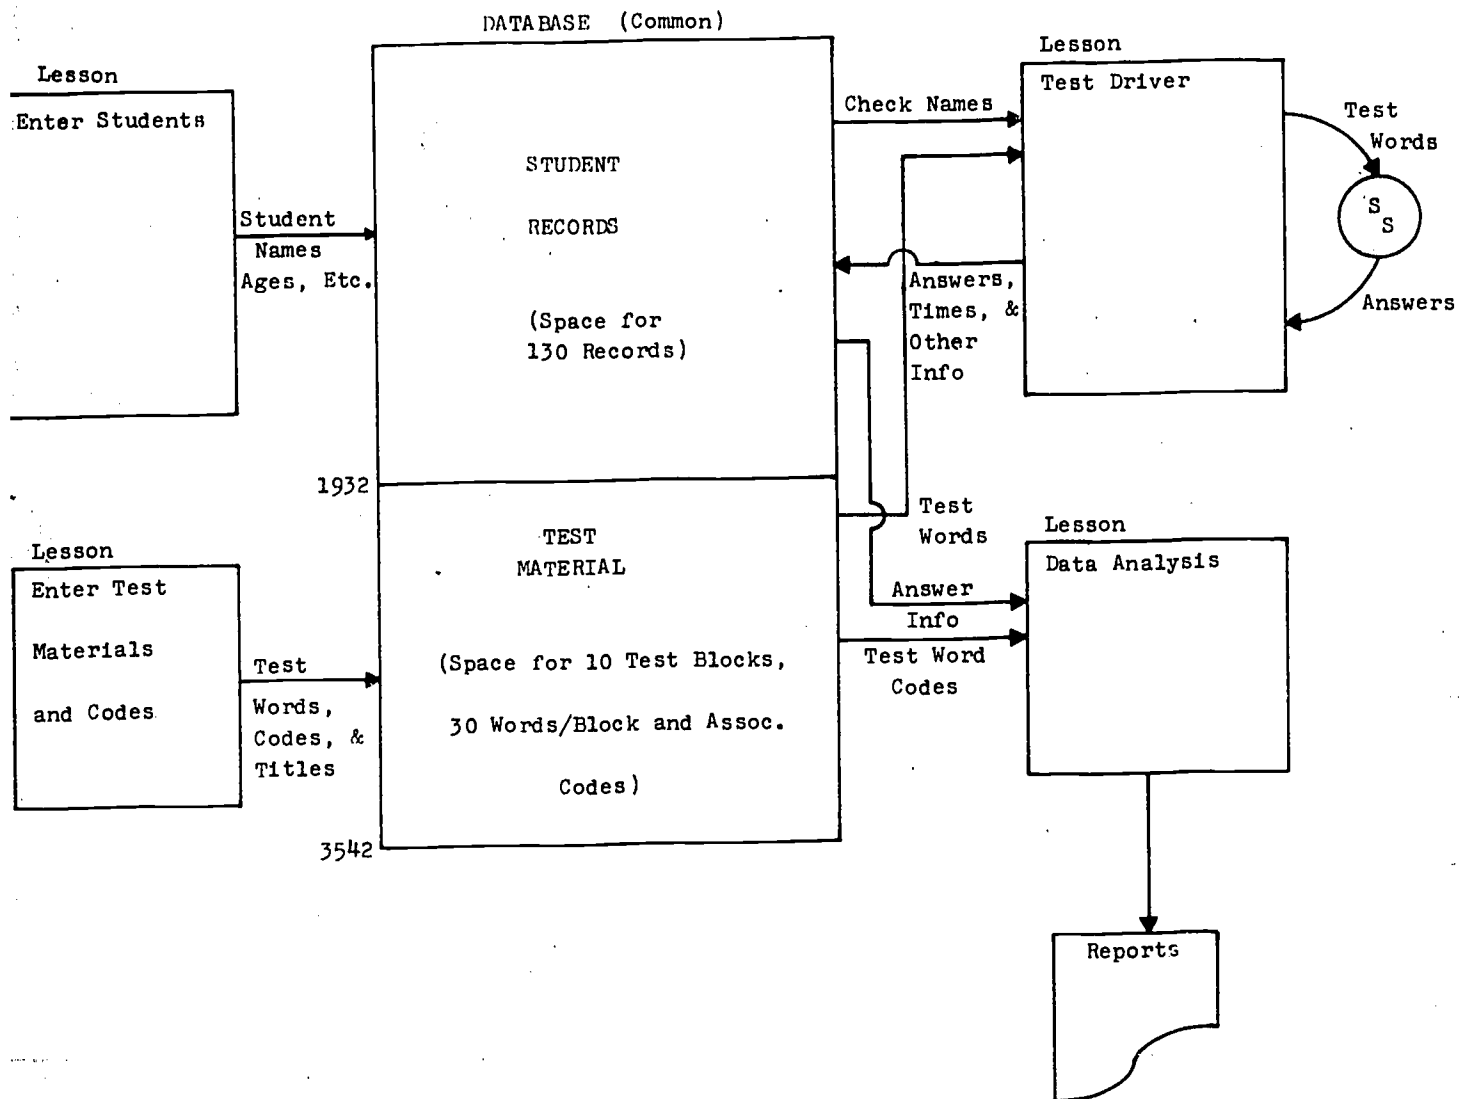 DATABASE (Common)
Lesson
Enter Students
Student
Names
Ages, Etc.
STUDENT
RECORDS
(Space for
130 Records)
1932
Check Names
Answers,
Times, &
Other
Info
Lesson
Test Driver
Test
Words
S
S
Answers
Lesson
Enter Test
Materials
and Codes
Test
Words,
Codes, &
Titles
TEST
MATERIAL
(Space for 10 Test Blocks,
30 Words/Block and Assoc.
Codes)
3542
Test
Words
Answer
Info
Test Word
Codes
Lesson
Data Analysis
Reports